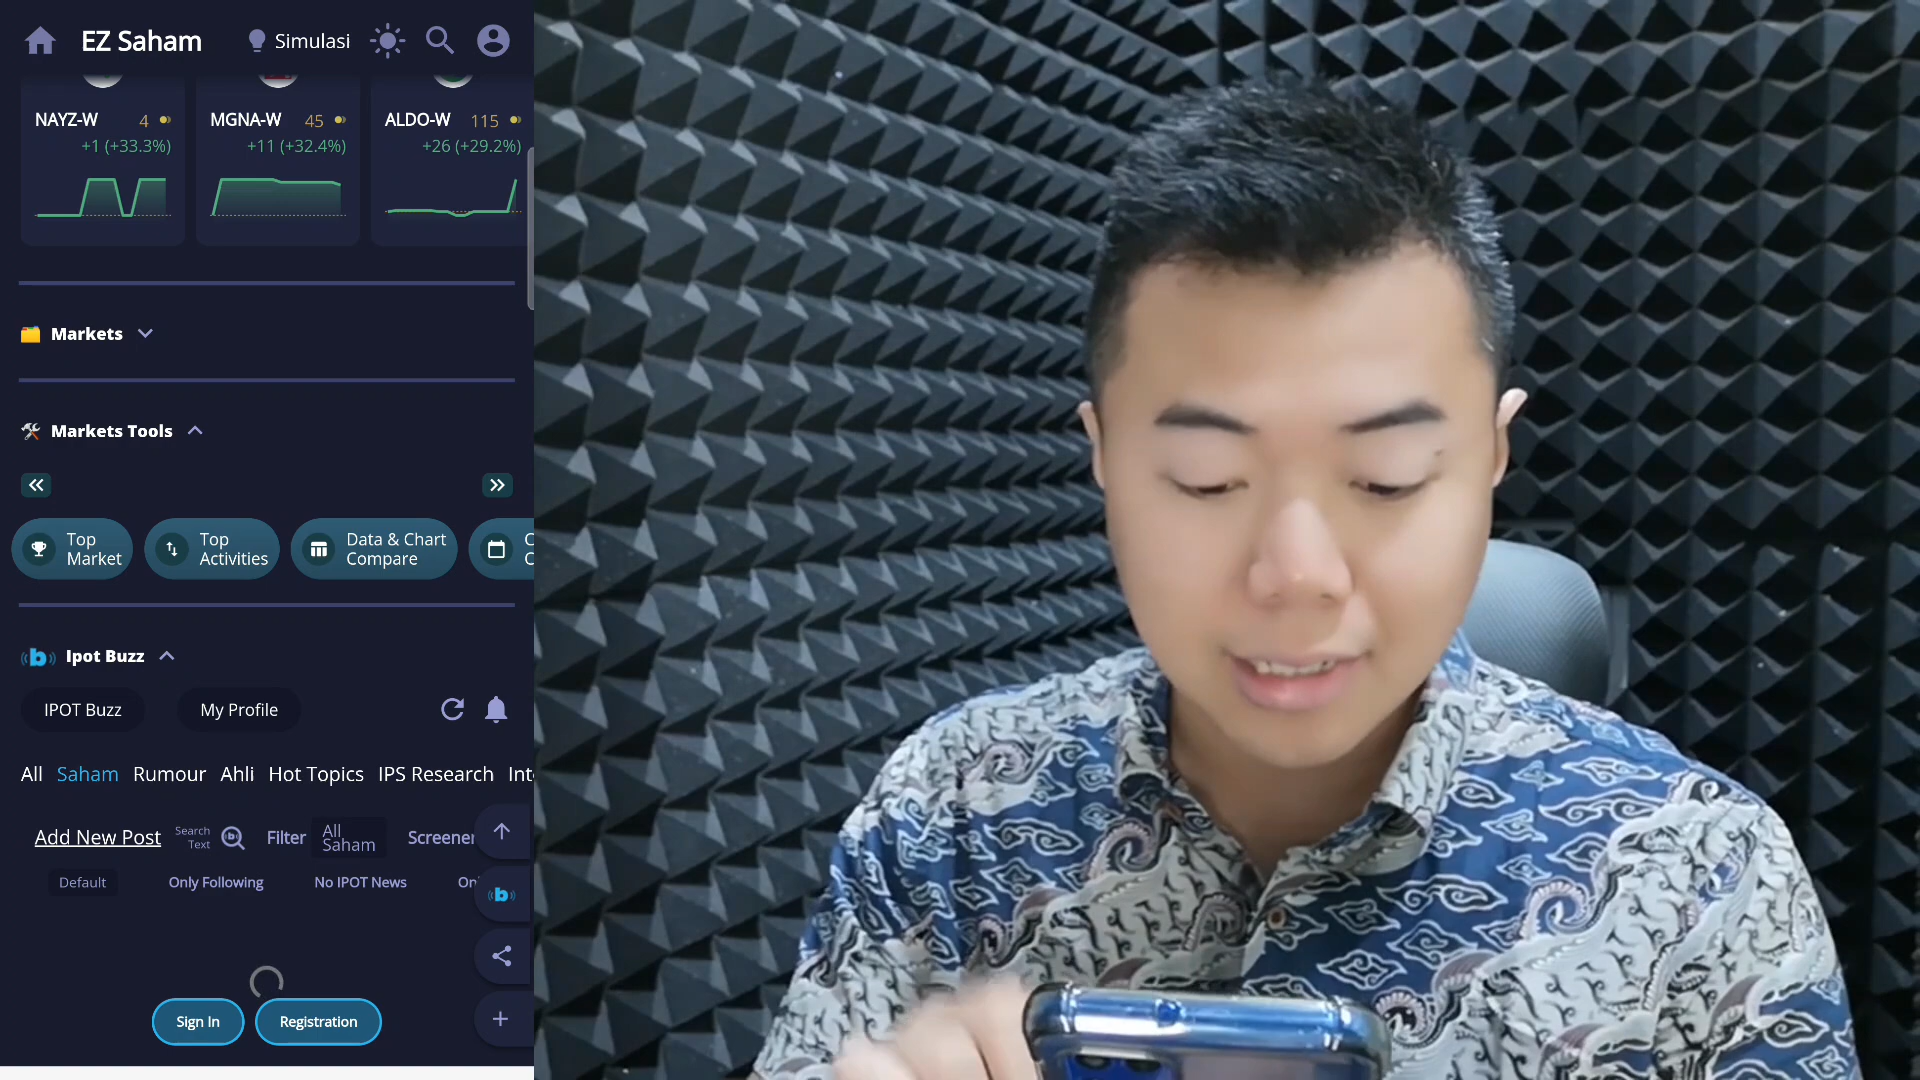 EZ Saham Simulasi
NAYZ-W 4 MGNA-W 45 ALDO-W 115
+1 (+33.3%) +11 (+32.4%) +26 (+29.2%)
Markets
Markets Tools
Top Market
Top Activities
Data & Chart Compare
Ipot Buzz
IPOT Buzz My Profile
All Saham Rumour Ahli Hot Topics IPS Research
Add New Post Search Text Filter All Saham Screener
Default Only Following No IPOT News
Sign In Registration